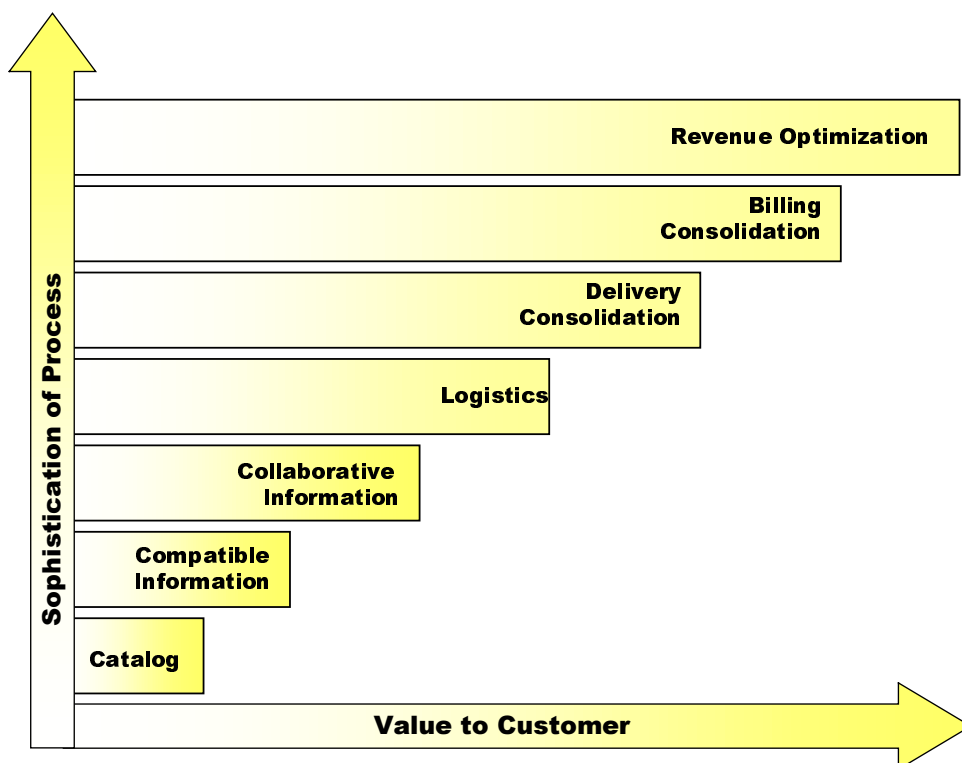 Revenue Optimization
Billing
Consolidation
Delivery
Consolidation
Logistics
Collaborative
Information
Compatible
Information
Catalog
Sophistication of Process
Value to Customer